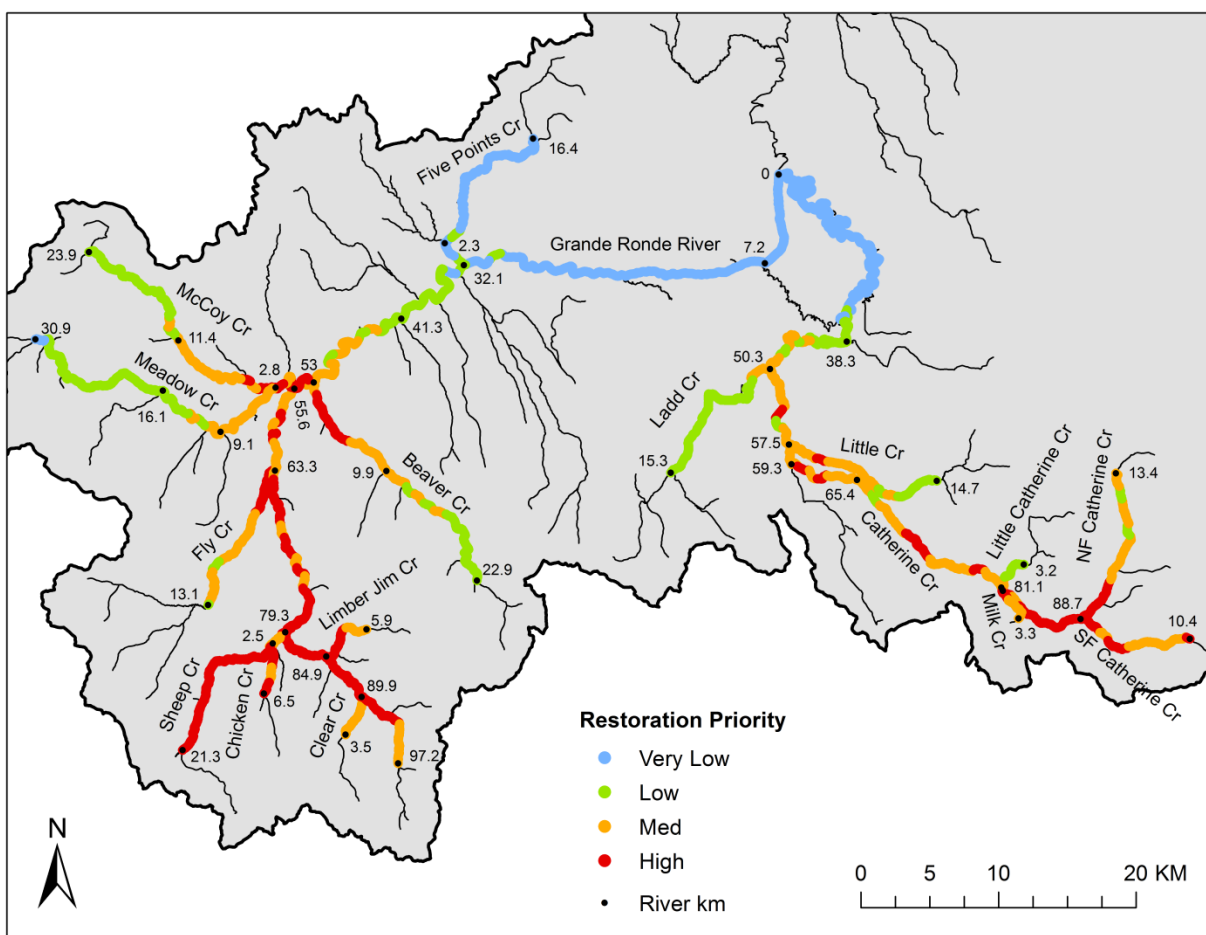 Five Points Cr
16.4
0
2.3
Grande Ronde River
7.2
23.9
32.1
McCoy Cr
30.9
11.4
41.3
38.3
2.8
53
50.3
Meadow Cr
55.6
Ladd Cr
16.1
9.1
57.5
Little Cr
63.3
9.9
Beaver Cr
15.3
59.3
65.4
14.7
Little Catherine Cr
NF Catherine Cr
13.4
Catherine Cr
Fly Cr
13.1
22.9
3.2
81.1
Milk Cr
3.3
88.7
SF Catherine Cr
10.4
Limber Jim Cr
79.3
5.9
2.5
84.9
Sheep Cr
Chicken Cr
6.5
Clear Cr
89.9
3.5
21.3
97.2
Restoration Priority
Very Low
Low
Med
High
River km
N
0 5 10 20 KM